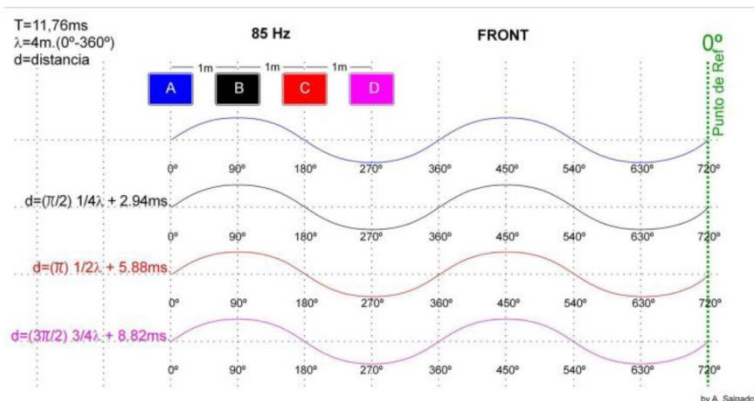 T=11,76ms
λ=4m.(0º-360º)
d=distancia
85 Hz
FRONT
0º
Punto de Ref
1m 1m 1m
A B C D
0º 90º 180º 270º 360º 450º 540º 630º 720º
d=(π/2) 1/4λ + 2.94ms.
0º 90º 180º 270º 360º 450º 540º 630º 720º
d=(π) 1/2λ + 5.88ms.
0º 90º 180º 270º 360º 450º 540º 630º 720º
d=(3π/2) 3/4λ + 8.82ms.
0º 90º 180º 270º 360º 450º 540º 630º 720º
by A. Salgado